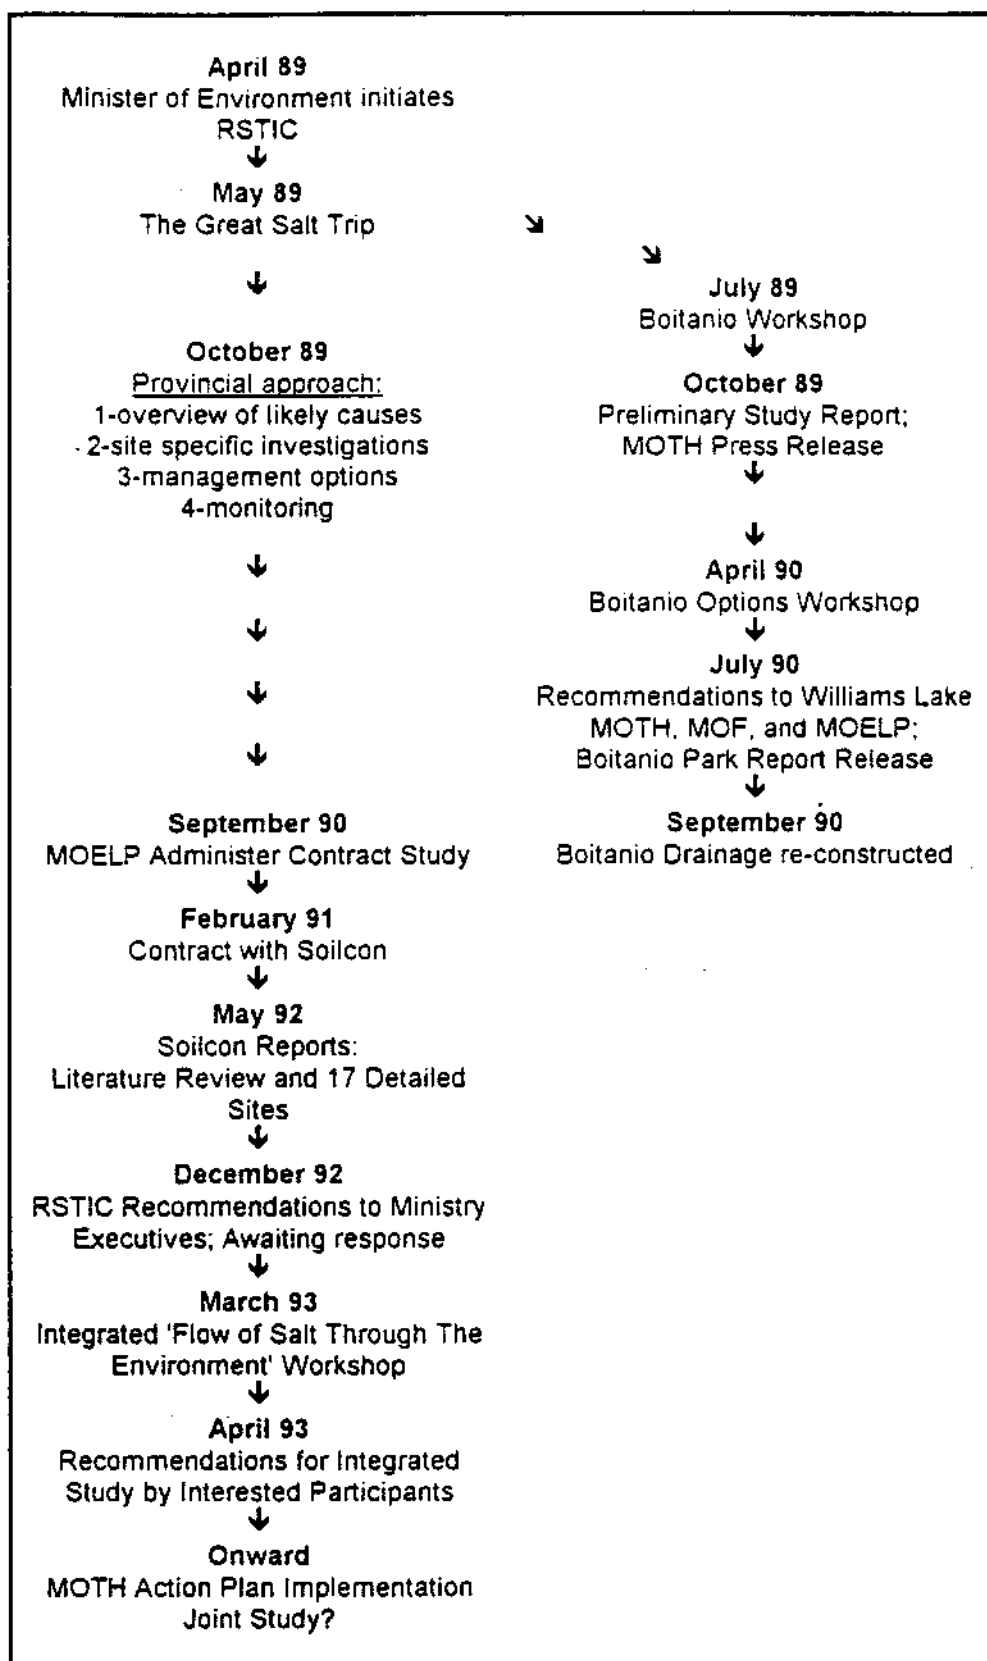 April 89
Minister of Environment initiates
RSTIC
May 89
The Great Salt Trip
October 89
Provincial approach:
1-overview of likely causes
2-site specific investigations
3-management options
4-monitoring
September 90
MOELP Administer Contract Study
February 91
Contract with Soilcon
May 92
Soilcon Reports:
Literature Review and 17 Detailed
Sites
December 92
RSTIC Recommendations to Ministry
Executives; Awaiting response
March 93
Integrated 'Flow of Salt Through The
Environment' Workshop
April 93
Recommendations for Integrated
Study by Interested Participants
Onward
MOTH Action Plan Implementation
Joint Study?
July 89
Boitanio Workshop
October 89
Preliminary Study Report;
MOTH Press Release
April 90
Boitanio Options Workshop
July 90
Recommendations to Williams Lake
MOTH, MOF, and MOELP;
Boitanio Park Report Release
September 90
Boitanio Drainage re-constructed